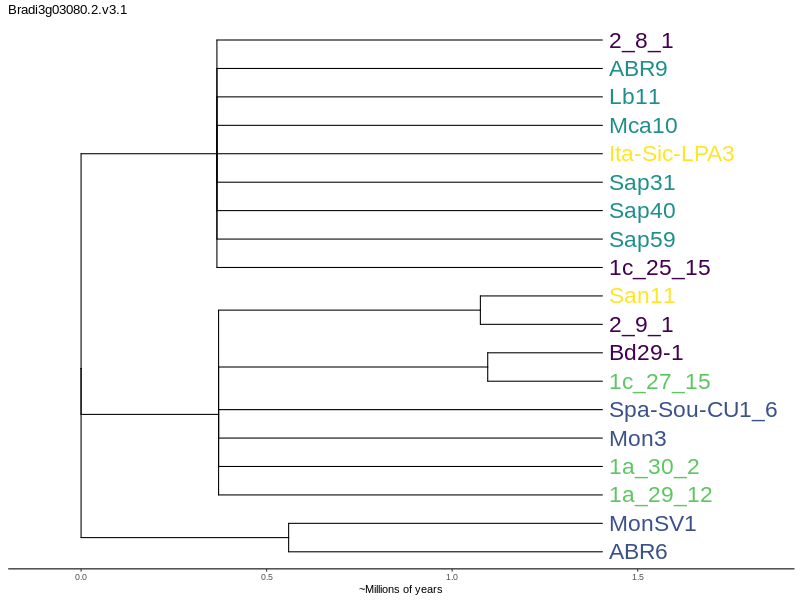 Bradi3g03080.2.v3.1
2_8_1
ABR9
Lb11
Mca10
Ita-Sic-LPA3
Sap31
Sap40
Sap59
1c_25_15
San11
2_9_1
Bd29-1
1c_27_15
Spa-Sou-CU1_6
Mon3
1a_30_2
1a_29_12
MonSV1
ABR6
0.0 0.5 1.0 1.5
~Millions of years